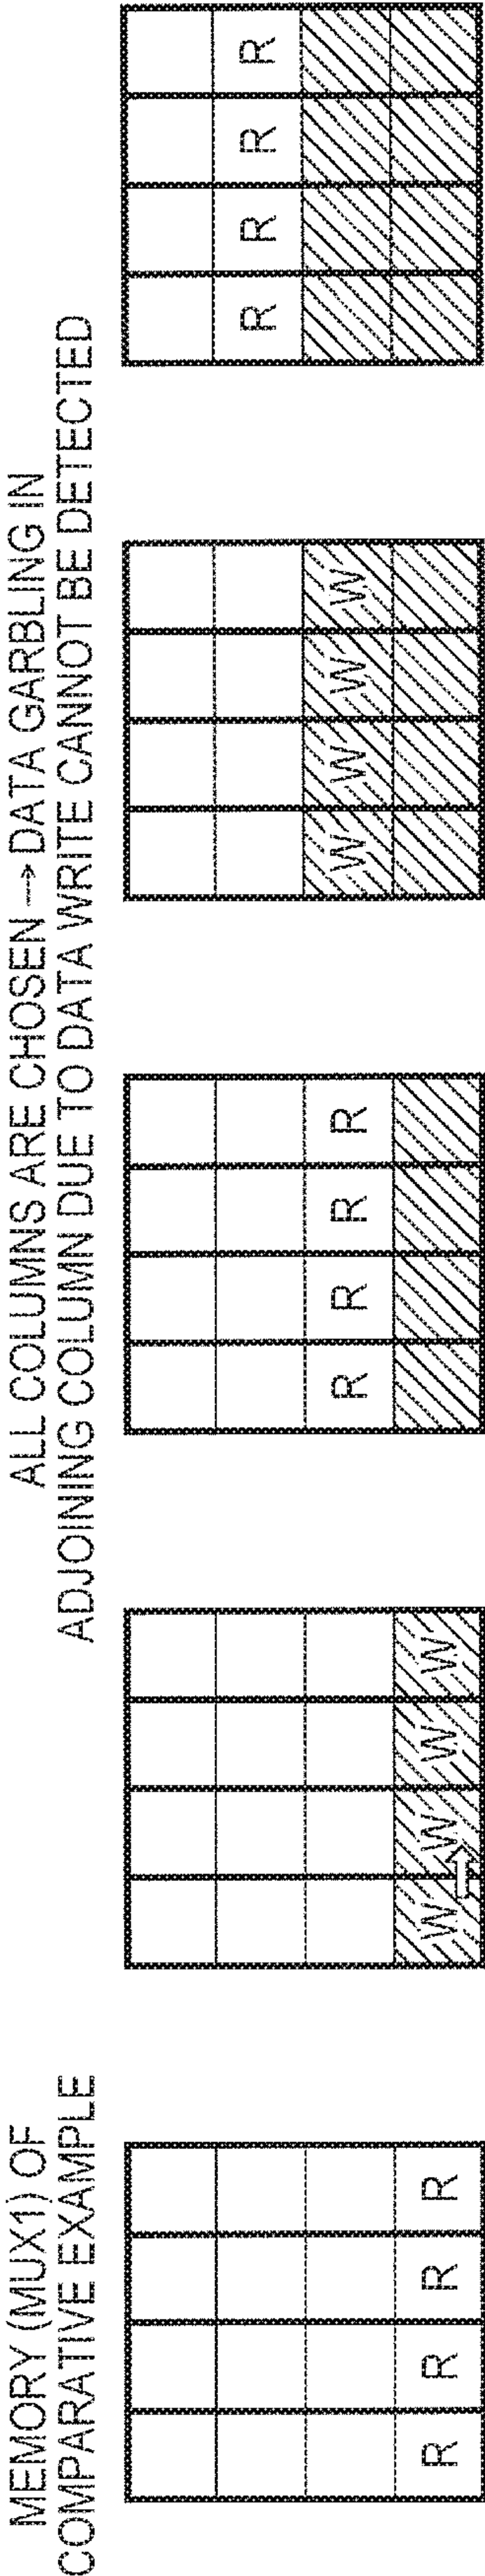 MEMORY (MUX1) OF
COMPARATIVE EXAMPLE
ALL COLUMNS ARE CHOSEN → DATA GARBLING IN
ADJOINING COLUMN DUE TO DATA WRITE CANNOT BE DETECTED
R R R R
W W W W
R R R R
W W W W
R R R R